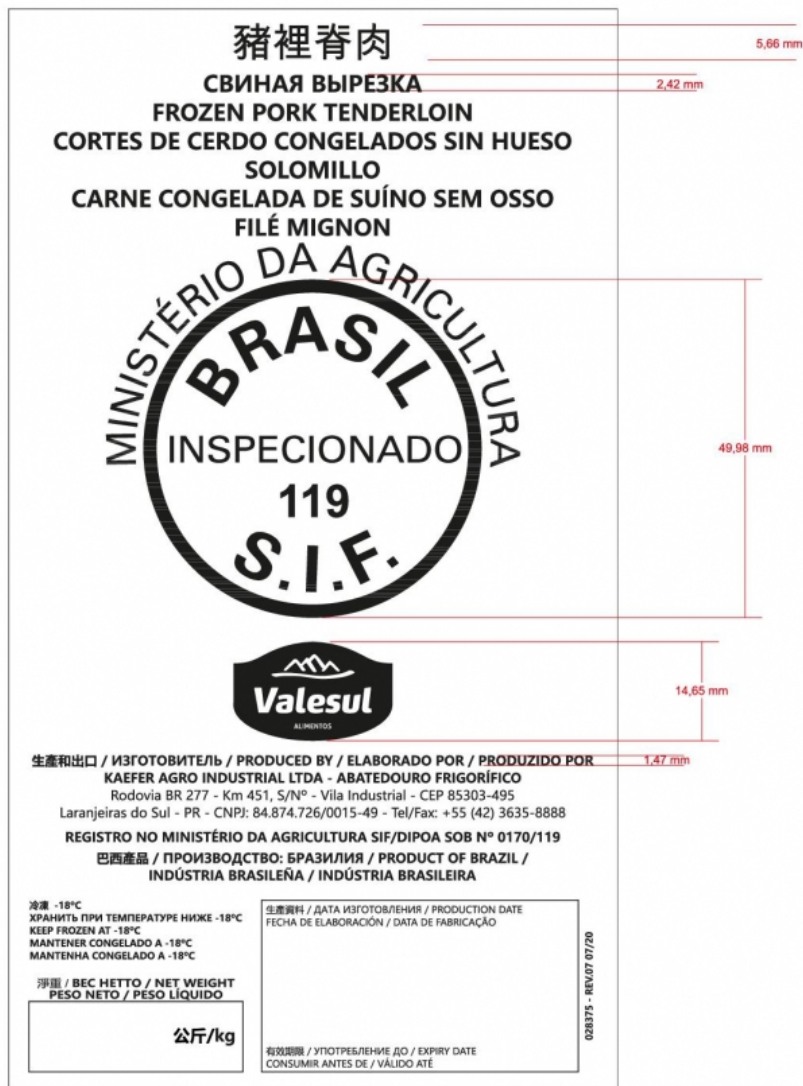 豬裡脊肉
5,66 mm
СВИНАЯ ВЫРЕЗКА
2,42 mm
FROZEN PORK TENDERLOIN
CORTES DE CERDO CONGELADOS SIN HUESO
SOLOMILLO
CARNE CONGELADA DE SUÍNO SEM OSSO
FILÉ MIGNON
MINISTÉRIO DA AGRICULTURA
BRASIL
INSPECIONADO
49,98 mm
119
S.I.F.
Valesul
14,65 mm
ALIMENTOS
生產和出口 / ИЗГОТОВИТЕЛЬ / PRODUCED BY / ELABORADO POR / PRODUZIDO POR
1,47 mm
KAEFER AGRO INDUSTRIAL LTDA - ABATEDOURO FRIGORÍFICO
Rodovia BR 277 - Km 451, S/Nº - Vila Industrial - CEP 85303-495
Laranjeiras do Sul - PR - CNPJ: 84.874.726/0015-49 - Tel/Fax: +55 (42) 3635-8888
REGISTRO NO MINISTÉRIO DA AGRICULTURA SIF/DIPOA SOB Nº 0170/119
巴西產品 / ПРОИЗВОДСТВО: БРАЗИЛИЯ / PRODUCT OF BRAZIL /
INDÚSTRIA BRASILEÑA / INDÚSTRIA BRASILEIRA
冷凍 -18ºC
ХРАНИТЬ ПРИ ТЕМПЕРАТУРЕ НИЖЕ -18ºC
KEEP FROZEN AT -18ºC
MANTENER CONGELADO A -18ºC
MANTENHA CONGELADO A -18ºC
淨重 / ВЕС НЕТТО / NET WEIGHT
PESO NETO / PESO LÍQUIDO
公斤/kg
生產資料 / ДАТА ИЗГОТОВЛЕНИЯ / PRODUCTION DATE
FECHA DE ELABORACIÓN / DATA DE FABRICAÇÃO
有效期限 / УПОТРЕБЛЕНИЕ ДО / EXPIRY DATE
CONSUMIR ANTES DE / VÁLIDO ATÉ
028375 - REV.07 07/20